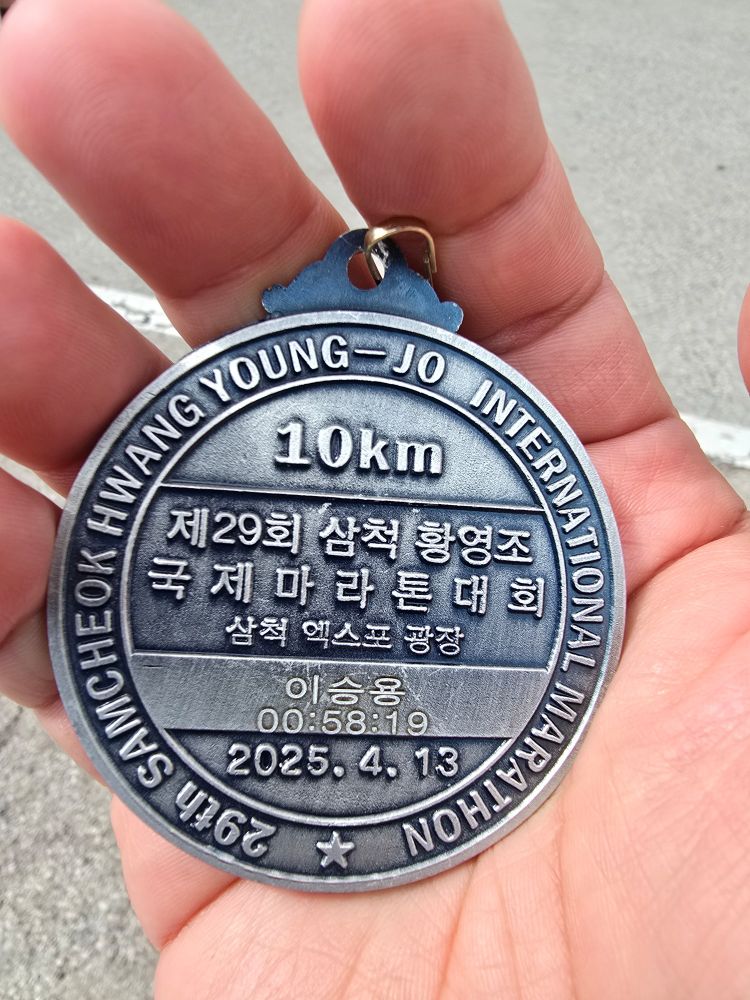 29th SAMCHEOK HWANG YOUNG-JO INTERNATIONAL MARATHON
10km
제29회 삼척 황영조
국제마라톤대회
삼척 엑스포 광장
이승용
00:58:19
2025. 4. 13